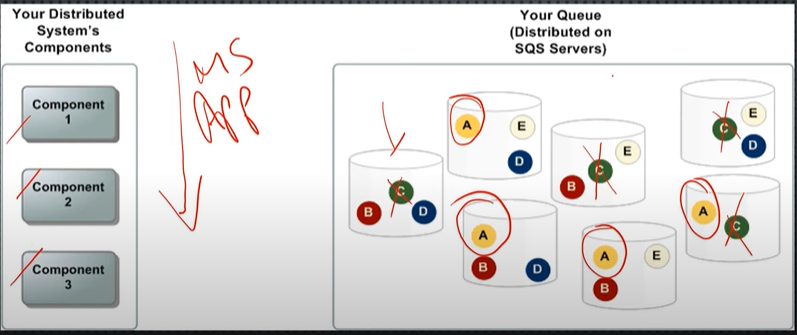 Your Distributed
System's
Components
Component
1
Component
2
Component
3
MS
APP
Your Queue
(Distributed on
SQS Servers)
A
E
D
C
B
D
C
E
B
C
E
D
A
B
D
A
E
B
A
C